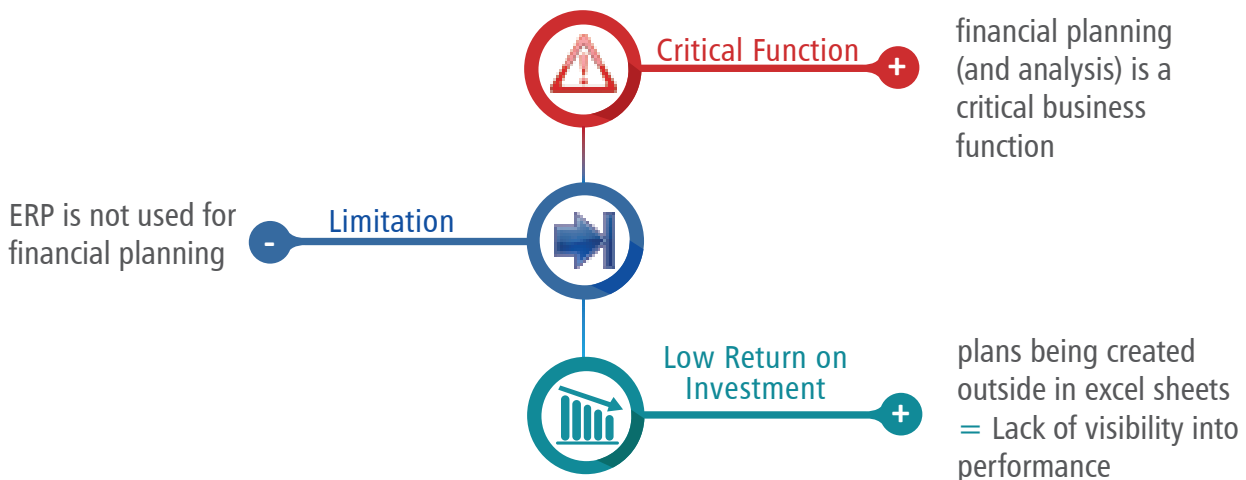 Critical Function
+
financial planning
(and analysis) is a
critical business
function
ERP is not used for
financial planning
-
Limitation
Low Return on
Investment
+
plans being created
outside in excel sheets
= Lack of visibility into
performance